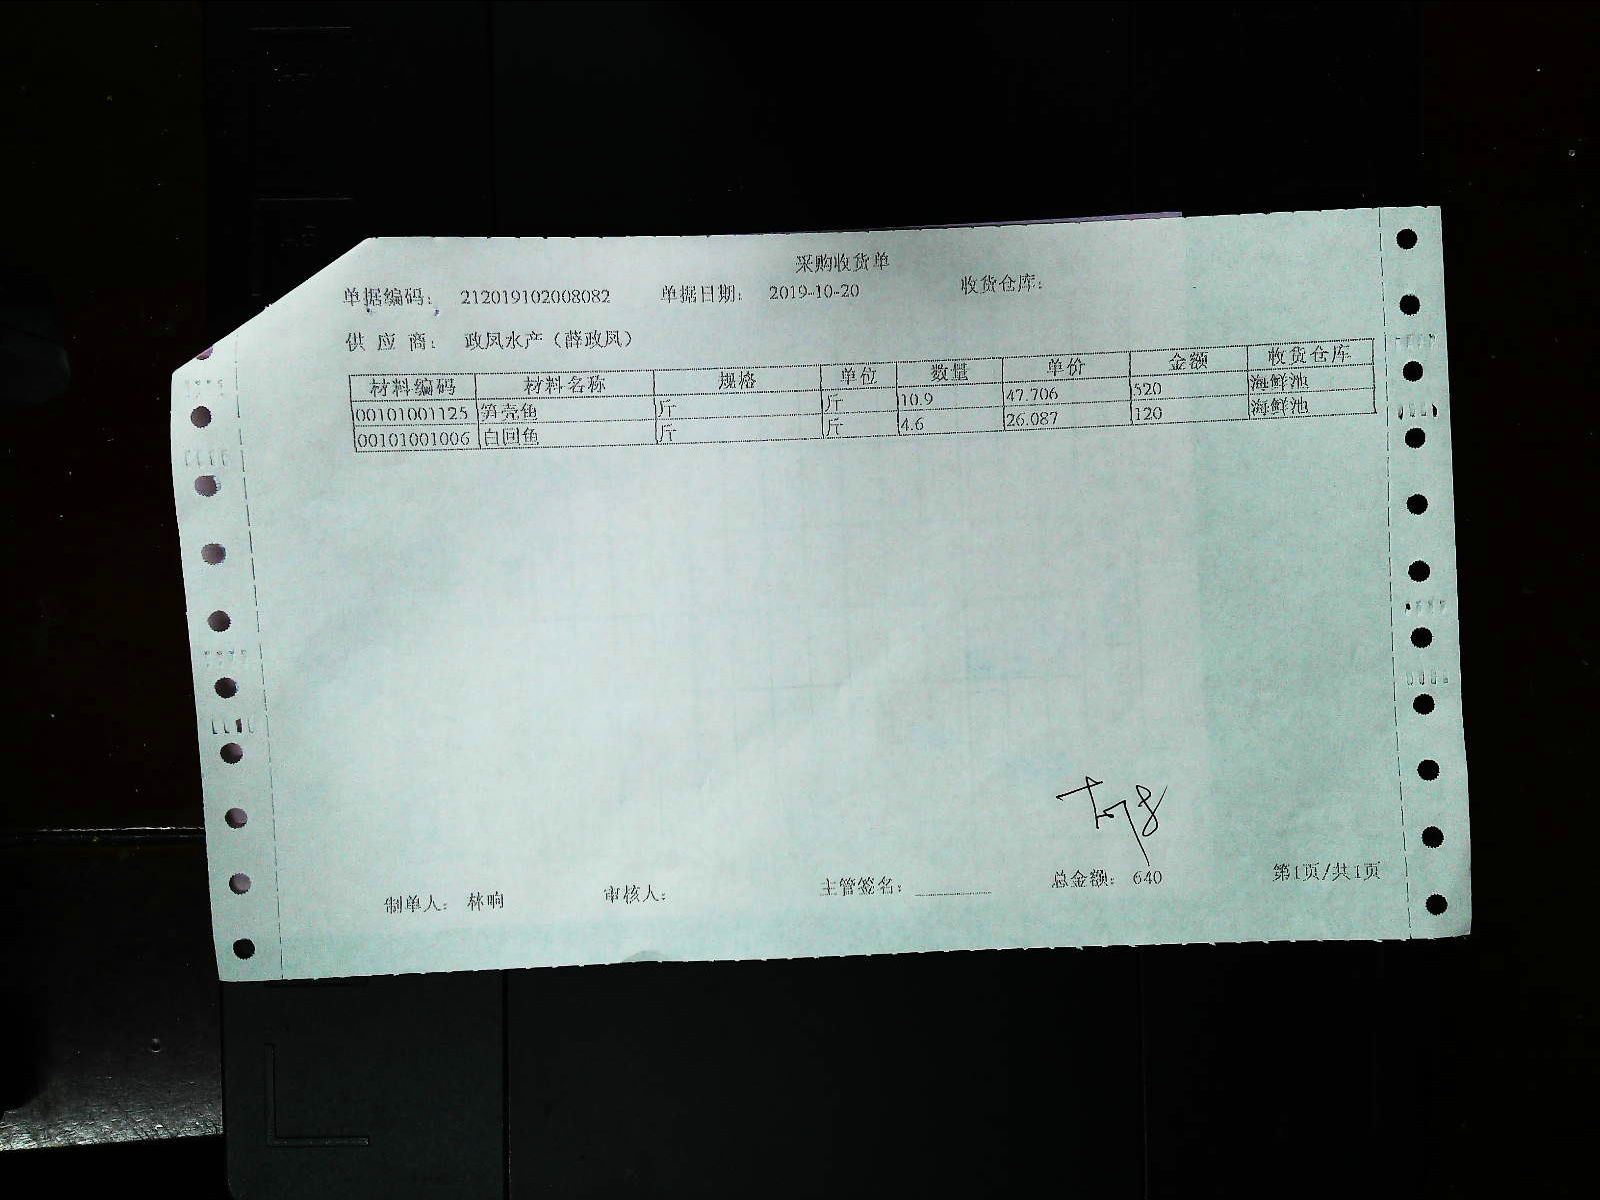 采购收货单
单据编码： 212019102008082 单据日期： 2019-10-20 收货仓库：
供 应 商： 政凤水产（薛政凤）
材料编码 材料名称 规格 单位 数量 单价 金额 收货仓库
00101001125 笋壳鱼 斤 斤 10.9 47.706 520 海鲜池
00101001006 白回鱼 斤 斤 4.6 26.087 120 海鲜池
制单人： 林响 审核人： 主管签名： 总金额： 640 第1页/共1页